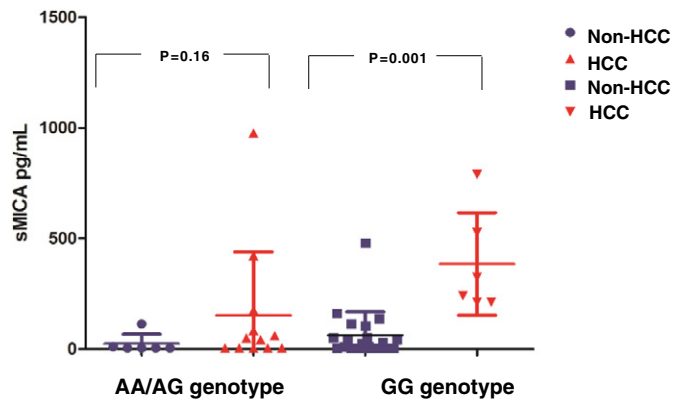 1500
1000
500
0
sMICA pg/mL
P=0.16
P=0.001
Non-HCC
HCC
Non-HCC
HCC
AA/AG genotype
GG genotype